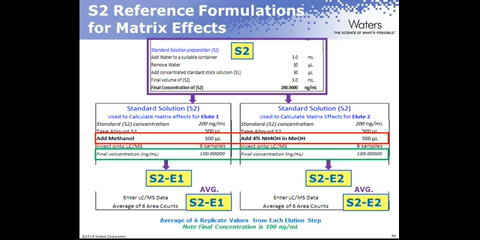 S2 Reference Formulations
for Matrix Effects
Waters
THE SCIENCE OF WHAT'S POSSIBLE.™
Standard Solution preparation (S2)
S2
Add Water to a suitable container 3.0 mL
Remove Water 30 µL
Add concentrated standard stock solution (S1) 30 µL
Final volume of (S2) 3.0 mL
Final Concentration of (S2) 200.0000 ng/mL
Standard Solution (S2)
Used to Calculate matrix effects for Elute 1
Standard (S2) concentration 200 ng/mL
Take Amount S2 500 µL
Add Methanol 500 µL
Inject onto LC/MS 6 samples
Final concentration (ng/mL) 100.00000
Standard Solution (S2)
Used to Calculate Matrix Effects for Elute 2
Standard (S2) concentration 200 ng/mL
Take Amount S2 500 µL
Add 4% NH4OH in MeOH 500 µL
Inject onto LC/MS 6 samples
Final concentration (ng/mL) 100.00000
S2-E1
S2-E2
AVG.
AVG.
Enter LC/MS Data
Average of 6 Area Counts
S2-E1
Enter LC/MS Data
Average of 6 Area Counts
S2-E2
Average of 6 Replicate Values from Each Elution Step
Note Final Concentration is 100 ng/mL
©2014 Waters Corporation